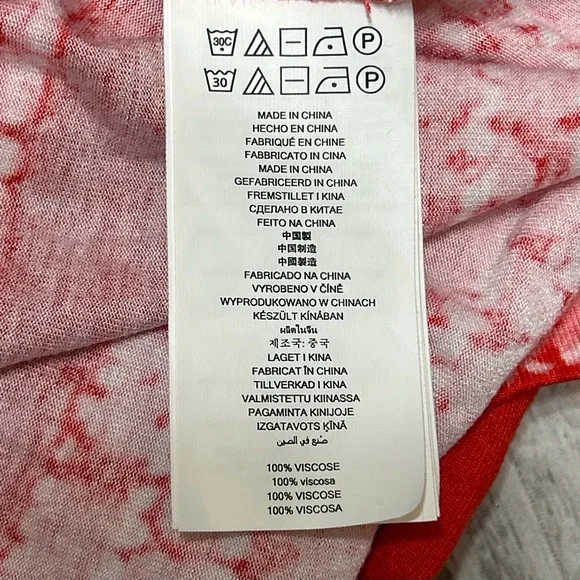 30C P
30 P
MADE IN CHINA
HECHO EN CHINA
FABRIQUÉ EN CHINE
FABBRICATO IN CINA
MADE IN CHINA
GEFABRICEERD IN CHINA
FREMSTILLET I KINA
СДЕЛАНО В КИТАЕ
FEITO NA CHINA
中国製
中国制造
中國製造
FABRICADO NA CHINA
VYROBENO V ČÍNĚ
WYPRODUKOWANO W CHINACH
KÉSZÜLT KÍNÁBAN
ผลิตในจีน
제조국: 중국
LAGET I KINA
FABRICAT ÎN CHINA
TILLVERKAD I KINA
VALMISTETTU KIINASSA
PAGAMINTA KINIJOJE
IZGATAVOTS ĶĪNĀ
صُنع في الصين
100% VISCOSE
100% viscosa
100% VISCOSE
100% VISCOSA